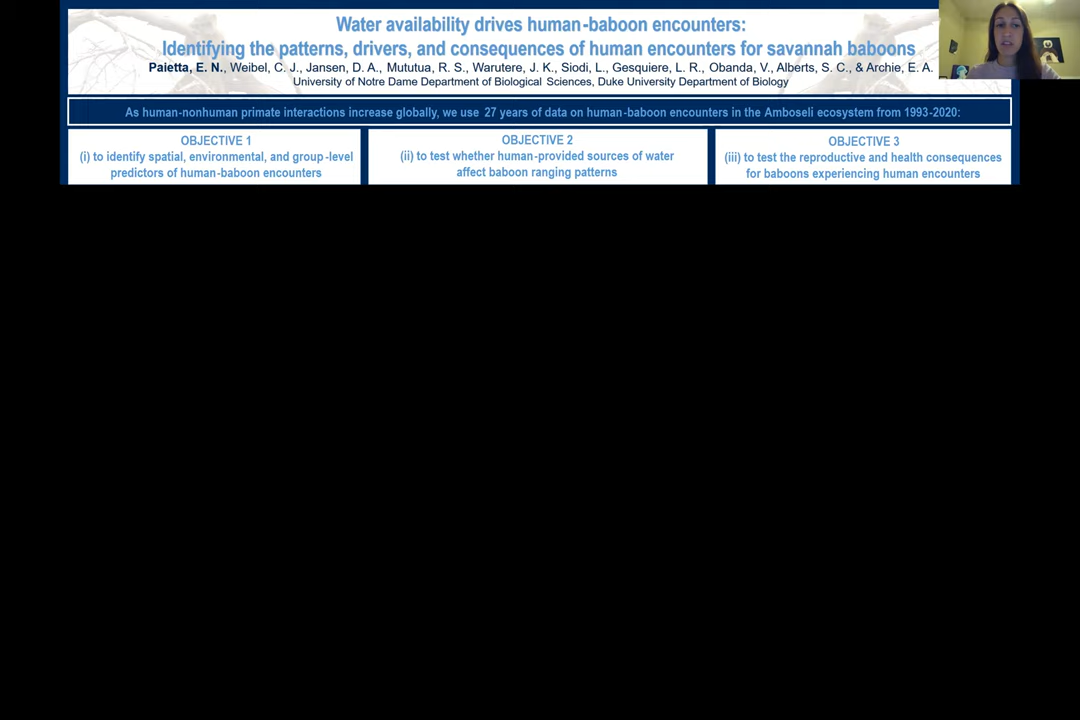 Water availability drives human-baboon encounters:
Identifying the patterns, drivers, and consequences of human encounters for savannah baboons
Paietta, E. N., Weibel, C. J., Jansen, D. A., Mututua, R. S., Warutere, J. K., Siodi, L., Gesquiere, L. R., Obanda, V., Alberts, S. C., & Archie, E. A.
University of Notre Dame Department of Biological Sciences, Duke University Department of Biology
As human-nonhuman primate interactions increase globally, we use 27 years of data on human-baboon encounters in the Amboseli ecosystem from 1993-2020:
OBJECTIVE 1
(i) to identify spatial, environmental, and group-level
predictors of human-baboon encounters
OBJECTIVE 2
(ii) to test whether human-provided sources of water
affect baboon ranging patterns
OBJECTIVE 3
(iii) to test the reproductive and health consequences
for baboons experiencing human encounters